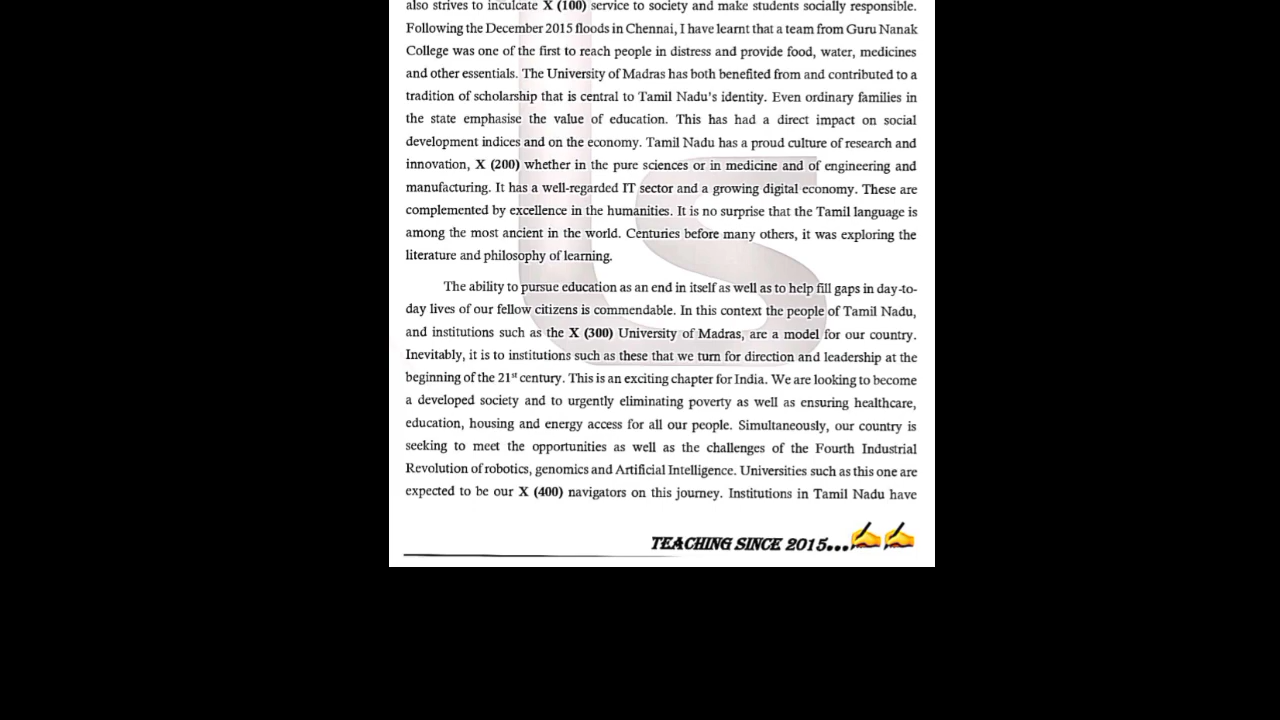 also strives to inculcate X (100) service to society and make students socially responsible.
Following the December 2015 floods in Chennai, I have learnt that a team from Guru Nanak
College was one of the first to reach people in distress and provide food, water, medicines
and other essentials. The University of Madras has both benefited from and contributed to a
tradition of scholarship that is central to Tamil Nadu's identity. Even ordinary families in
the state emphasise the value of education. This has had a direct impact on social
development indices and on the economy. Tamil Nadu has a proud culture of research and
innovation, X (200) whether in the pure sciences or in medicine and of engineering and
manufacturing. It has a well-regarded IT sector and a growing digital economy. These are
complemented by excellence in the humanities. It is no surprise that the Tamil language is
among the most ancient in the world. Centuries before many others, it was exploring the
literature and philosophy of learning.
The ability to pursue education as an end in itself as well as to help fill gaps in day-to-
day lives of our fellow citizens is commendable. In this context the people of Tamil Nadu,
and institutions such as the X (300) University of Madras, are a model for our country.
Inevitably, it is to institutions such as these that we turn for direction and leadership at the
beginning of the 21st century. This is an exciting chapter for India. We are looking to become
a developed society and to urgently eliminating poverty as well as ensuring healthcare,
education, housing and energy access for all our people. Simultaneously, our country is
seeking to meet the opportunities as well as the challenges of the Fourth Industrial
Revolution of robotics, genomics and Artificial Intelligence. Universities such as this one are
expected to be our X (400) navigators on this journey. Institutions in Tamil Nadu have
TEACHING SINCE 2015...